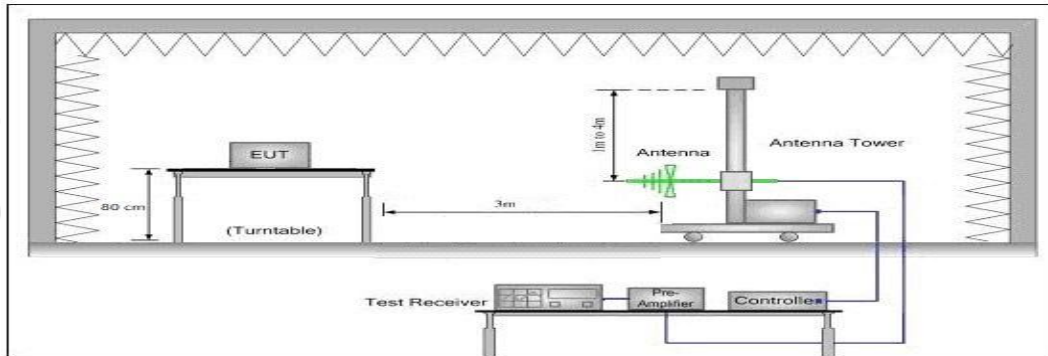 EUT
80 cm
(Turntable)
3m
1m to 4m
Antenna
Antenna Tower
Test Receiver
Pre-
Amplifier
Controller